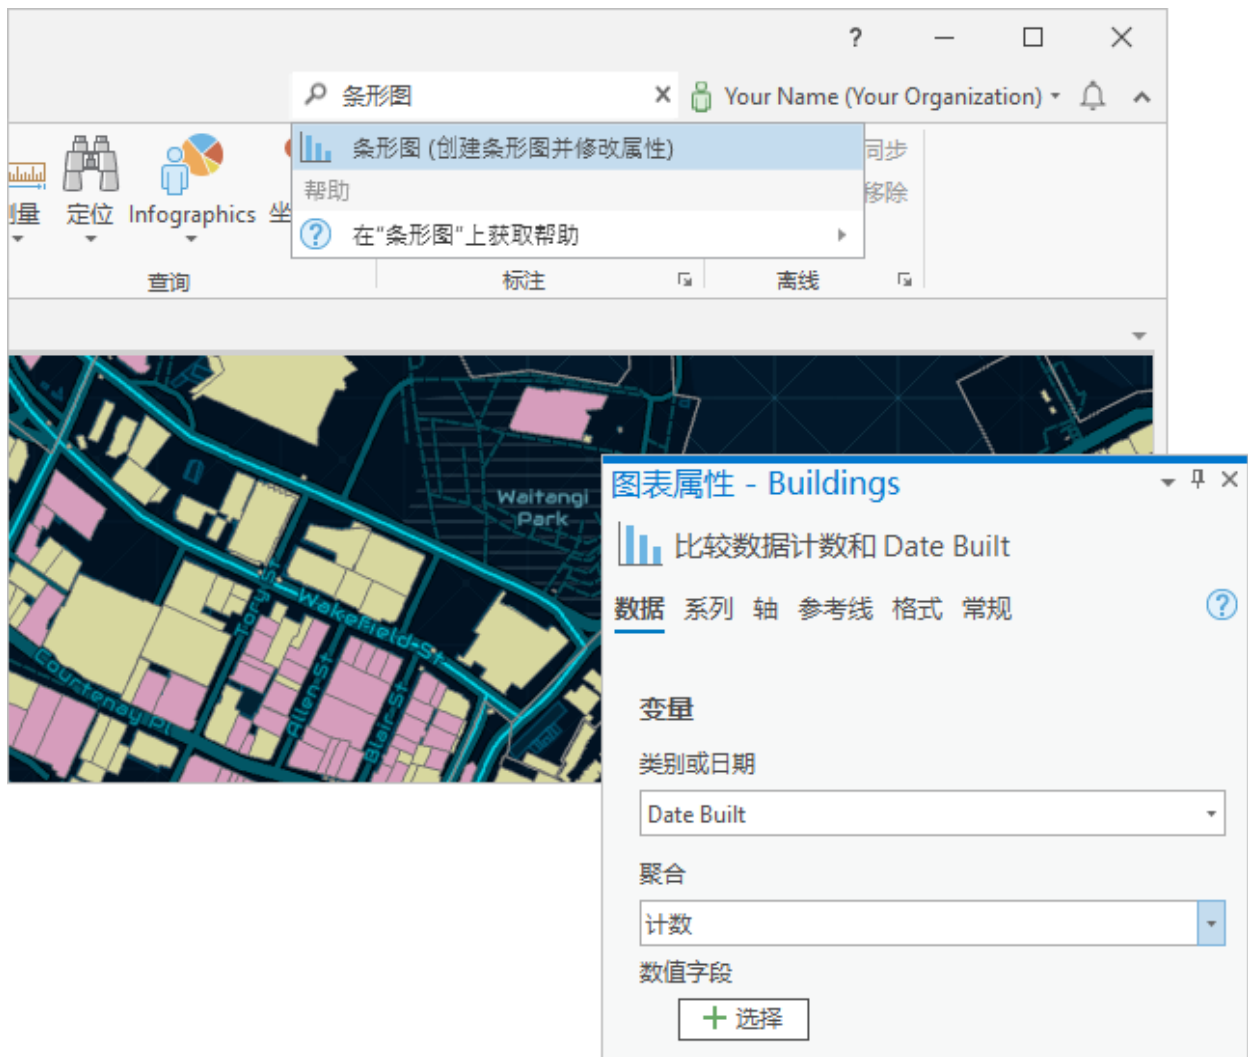 ?
条形图
Your Name (Your Organization)
条形图 (创建条形图并修改属性)
同步
帮助
移除
量 定位 Infographics 坐
在"条形图"上获取帮助
查询 标注 离线
Waitangi
Park
Tory St
Wakefield St
Courtenay Pl
Allen St
Blair St
图表属性 - Buildings
比较数据计数和 Date Built
数据 系列 轴 参考线 格式 常规
变量
类别或日期
Date Built
聚合
计数
数值字段
选择